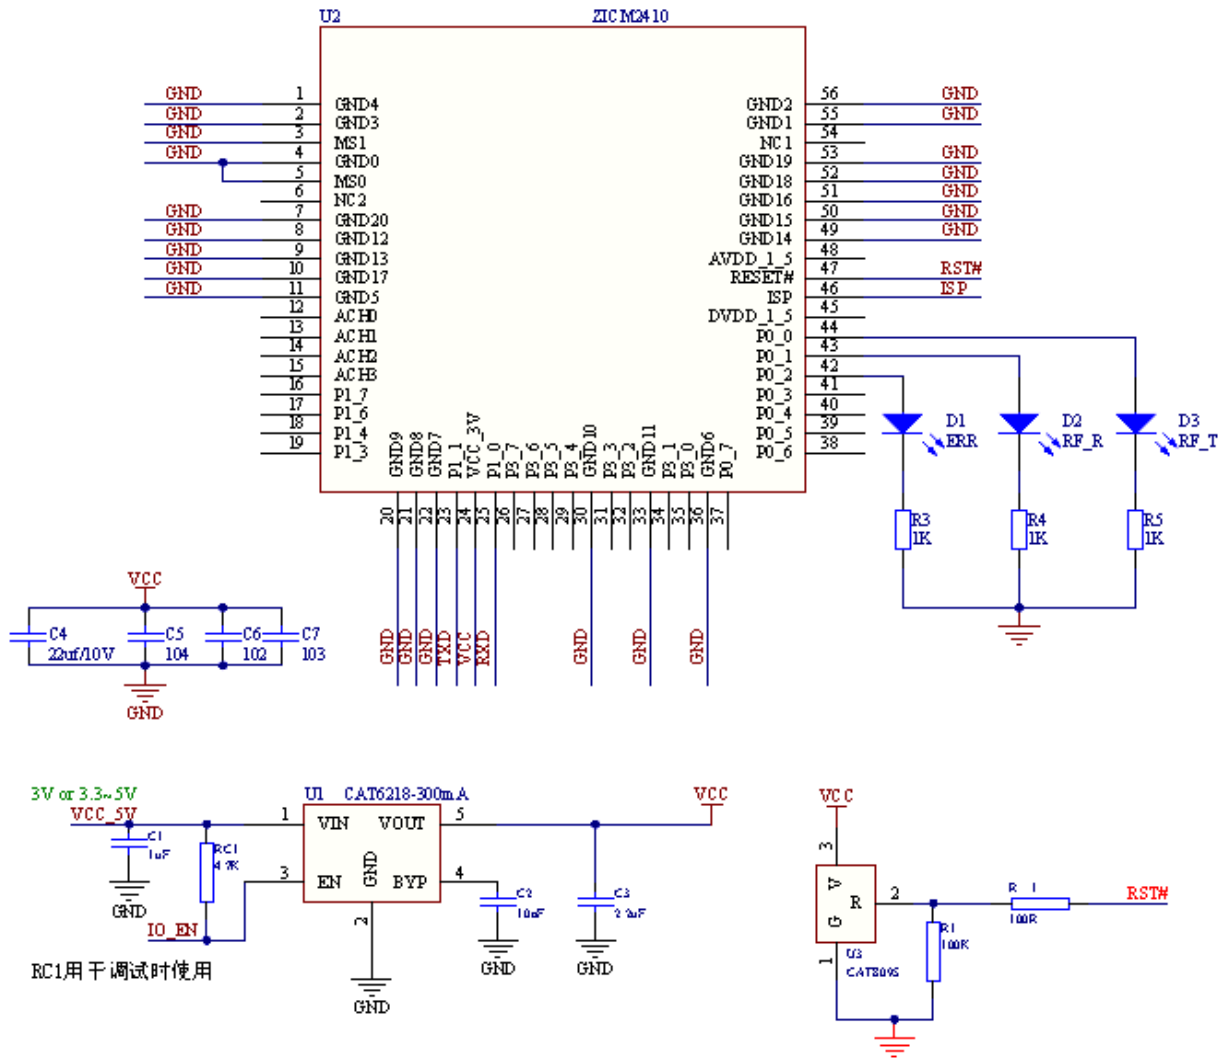 U2 ZICM2410
GND 1 GND4 GND2 56 GND
GND 2 GND3 GND1 55 GND
GND 3 MS1 NC1 54
GND 4 GND0 GND19 53 GND
5 MS0 GND18 52 GND
6 NC2 GND16 51 GND
GND 7 GND20 GND15 50 GND
GND 8 GND12 GND14 49 GND
GND 9 GND13 AVDD_1_5 48
GND 10 GND17 RESET# 47 RST#
GND 11 GND5 ISP 46 ISP
12 ACH0 DVDD_1_5 45
13 ACH1 P0_0 44
14 ACH2 P0_1 43
15 ACH3 P0_2 42
16 P1_7 P0_3 41
17 P1_6 P0_4 40
18 P1_4 P0_5 39
19 P1_3 P0_6 38
GND9 GND8 GND7 P1_1 VCC_3V P1_0 P3_7 P3_6 P3_5 P3_4 GND10 P3_3 P3_2 GND11 P3_1 P3_0 GND6 P0_7
20 21 22 23 24 25 26 27 28 29 30 31 32 33 34 35 36 37
GND GND GND TXD VCC RXD GND GND GND
D1 D2 D3
ERR RF_R RF_T
R3 R4 R5
1K 1K 1K
VCC
C4 C5 C6 C7
22uf/10V 104 102 103
GND
3V or 3.3~5V
VCC_5V
U1 CAT6218-300mA
VCC
1 VIN VOUT 5
3 EN GND BYP 4
2
C1
1uF
GND
RC1
4.7K
IO_EN
C2
10nF
GND
C3
2.2uF
GND
GND
RC1用于调试时使用
VCC
3
V
R 2
G
1
U3
CAT809S
R1
100K
100R
RST#